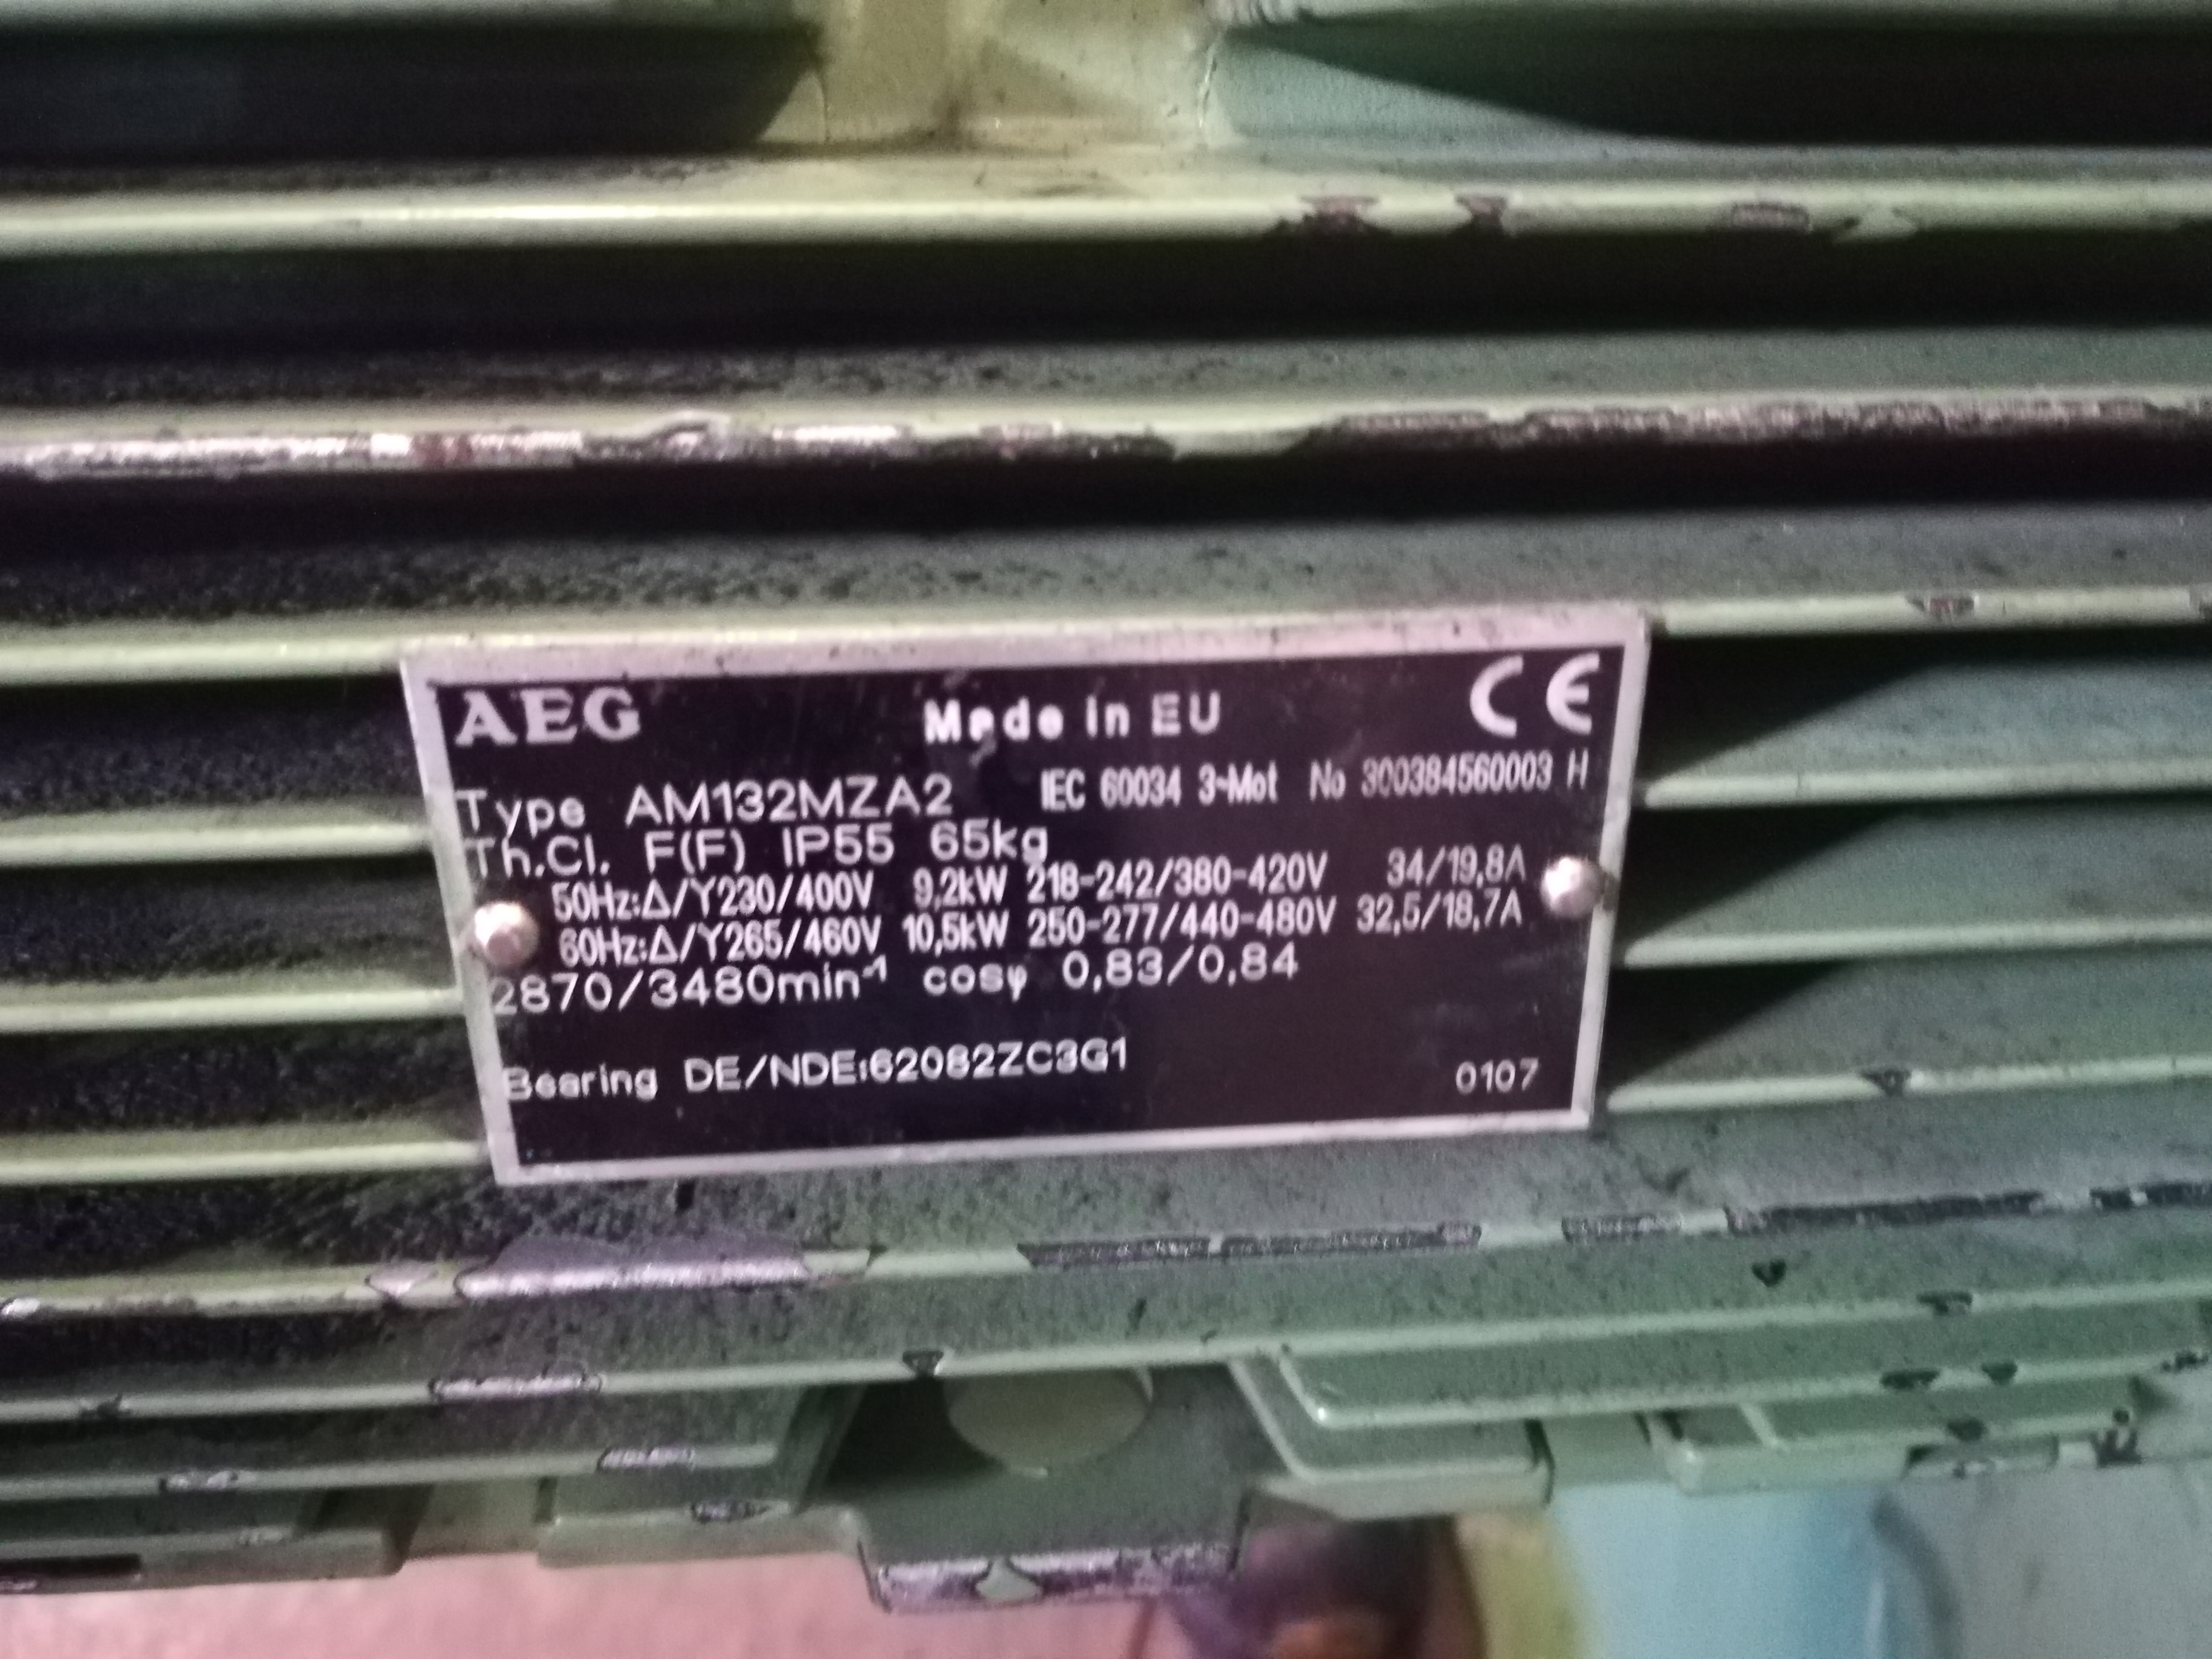 AEG Made in EU CE
Type AM132MZA2 IEC 60034 3~Mot No 300384560003 H
Th.Cl. F(F) IP55 65kg
50Hz:Δ/Y230/400V 9,2kW 218-242/380-420V 34/19,8A
60Hz:Δ/Y265/460V 10,5kW 250-277/440-480V 32,5/18,7A
2870/3480min⁻¹ cosφ 0,83/0,84
Bearing DE/NDE:62082ZC3G1
0107